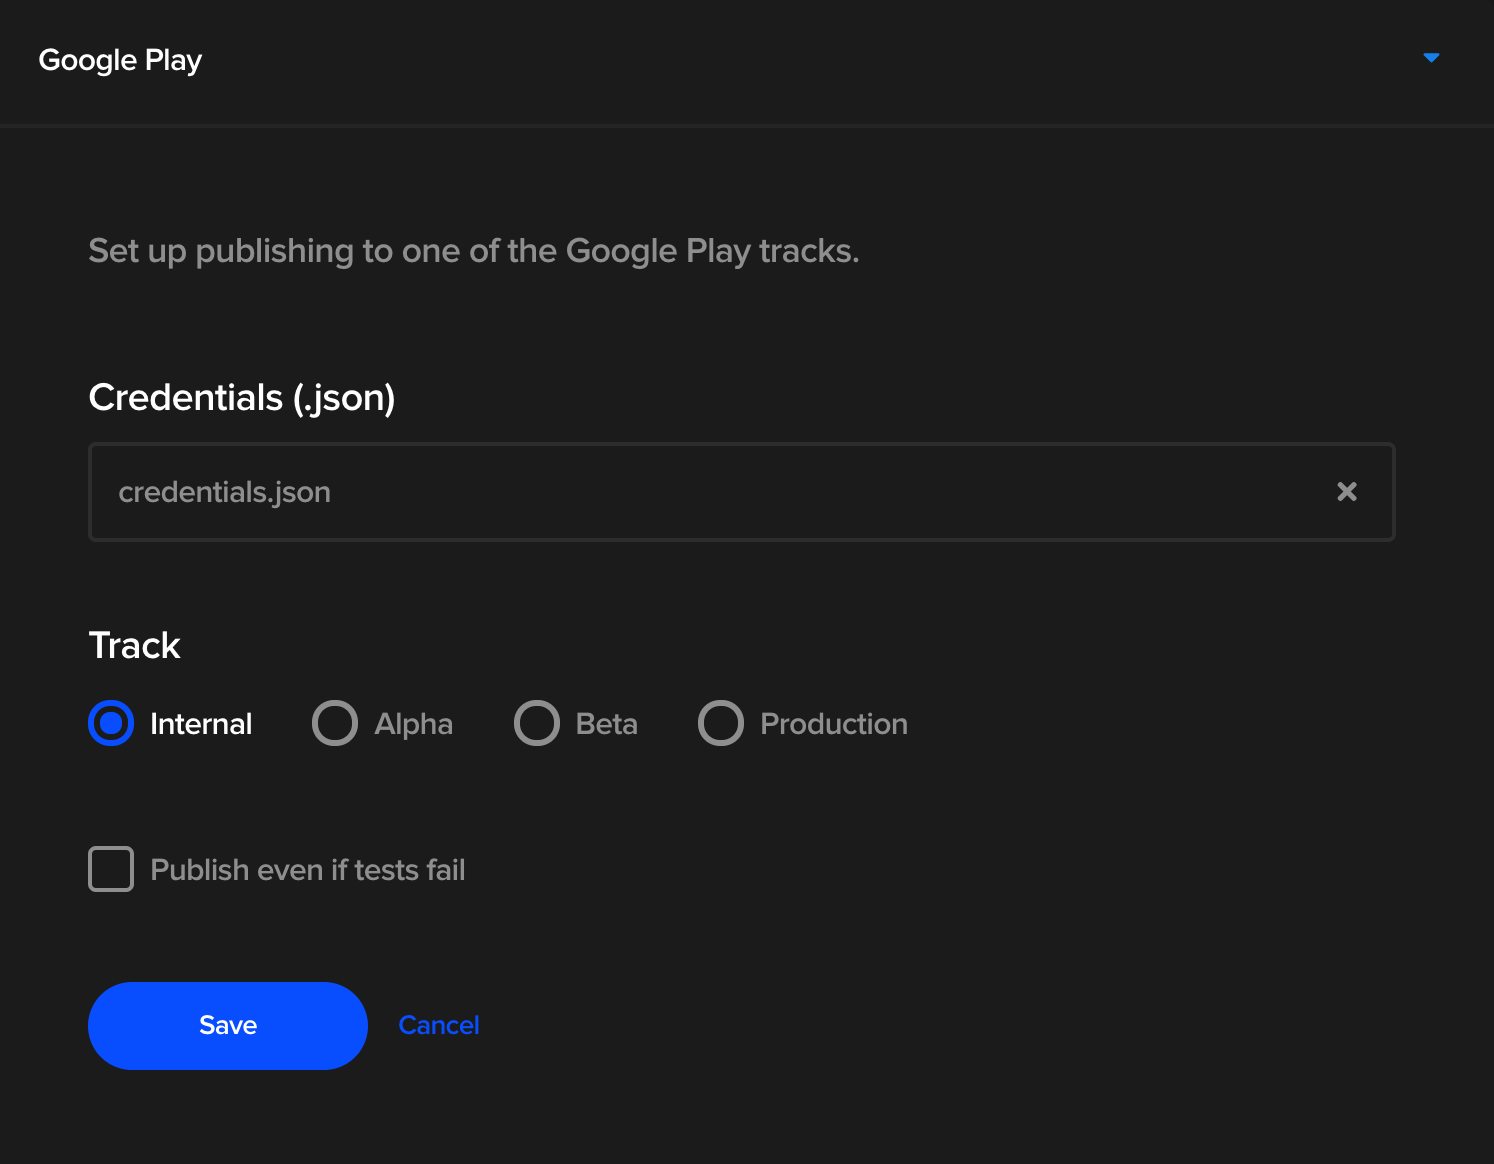 Google Play
Set up publishing to one of the Google Play tracks.
Credentials (.json)
credentials.json
Track
Internal Alpha Beta Production
Publish even if tests fail
Save Cancel